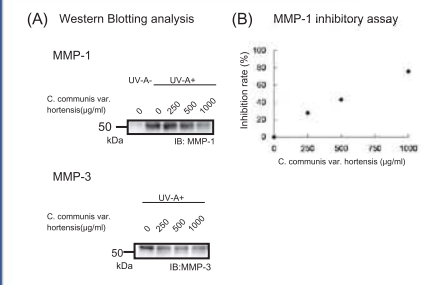 (A) Western Blotting analysis
MMP-1
UV-A- UV-A+
C. communis var.
hortensis(µg/ml)
0 0 250 500 1000
50
kDa
IB: MMP-1
MMP-3
UV-A+
C. communis var.
hortensis(µg/ml)
0 250 500 1000
50
kDa
IB:MMP-3
(B) MMP-1 inhibitory assay
Inhibition rate (%)
100
80
60
40
20
0
0 250 500 750 1000
C. communis var. hortensis (µg/ml)